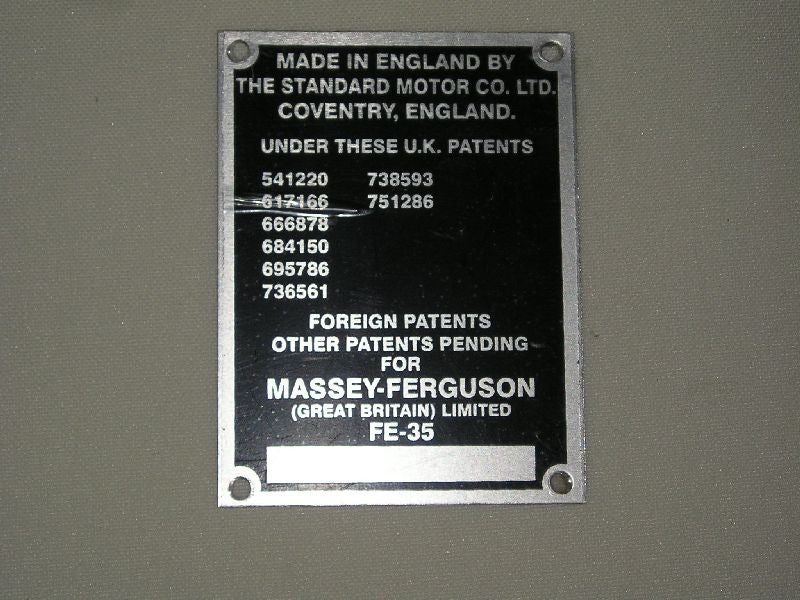 MADE IN ENGLAND BY
THE STANDARD MOTOR CO. LTD.
COVENTRY, ENGLAND.
UNDER THESE U.K. PATENTS
541220 738593
617166 751286
666878
684150
695786
736561
FOREIGN PATENTS
OTHER PATENTS PENDING
FOR
MASSEY-FERGUSON
(GREAT BRITAIN) LIMITED
FE-35